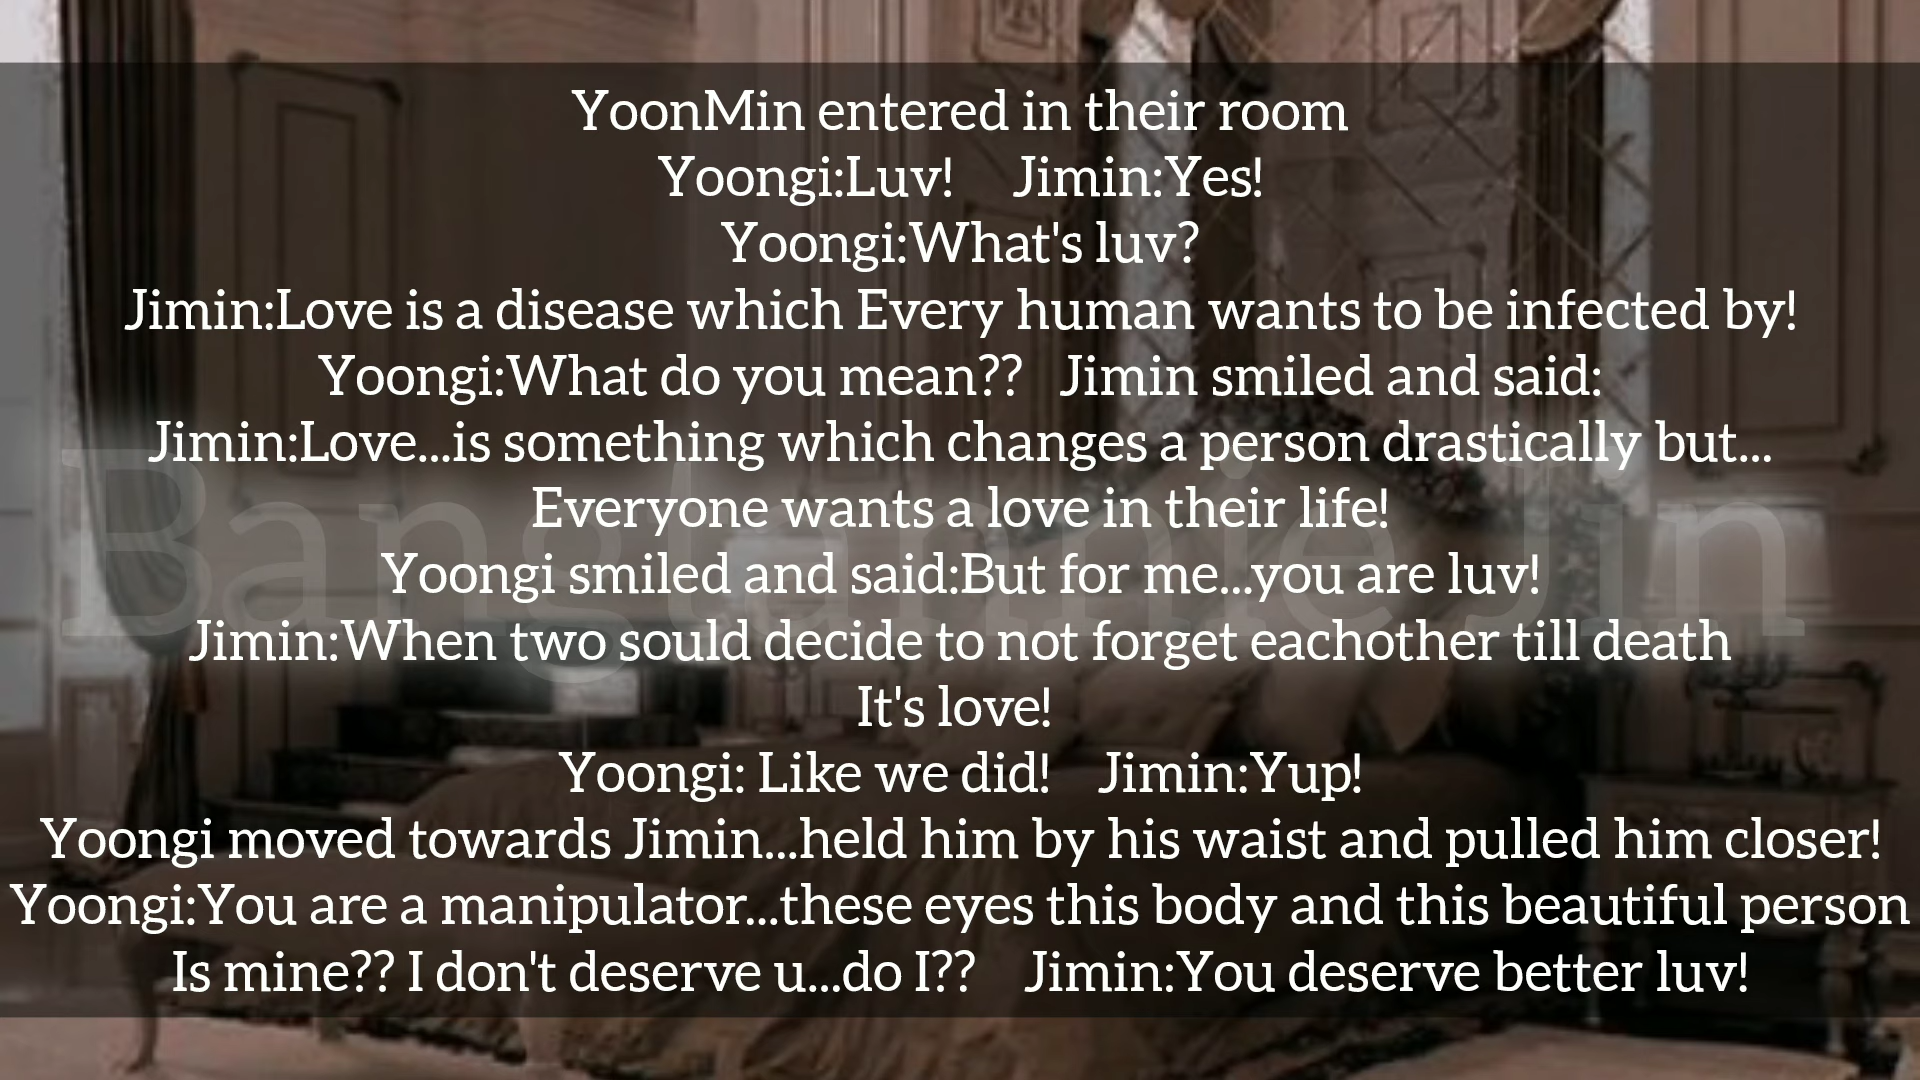 YoonMin entered in their room
Yoongi:Luv! Jimin:Yes!
Yoongi:What's luv?
Jimin:Love is a disease which Every human wants to be infected by!
Yoongi:What do you mean?? Jimin smiled and said:
Jimin:Love...is something which changes a person drastically but...
Everyone wants a love in their life!
Bangtannie Jin
Yoongi smiled and said:But for me...you are luv!
Jimin:When two sould decide to not forget eachother till death
It's love!
Yoongi: Like we did! Jimin:Yup!
Yoongi moved towards Jimin...held him by his waist and pulled him closer!
Yoongi:You are a manipulator...these eyes this body and this beautiful person
Is mine?? I don't deserve u...do I?? Jimin:You deserve better luv!